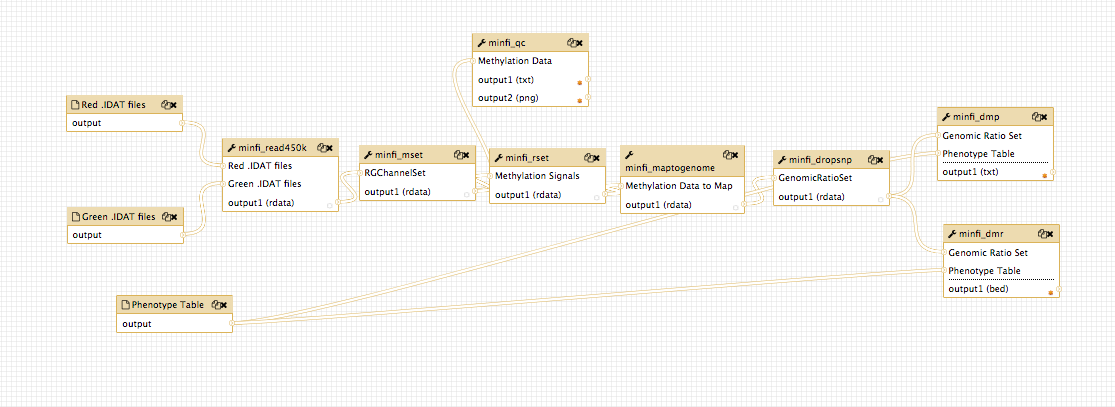 Red .IDAT files
output
Green .IDAT files
output
Phenotype Table
output
minfi_read450k
Red .IDAT files
Green .IDAT files
output1 (rdata)
minfi_mset
RGChannelSet
output1 (rdata)
minfi_qc
Methylation Data
output1 (txt)
output2 (png)
minfi_rset
Methylation Signals
output1 (rdata)
minfi_maptogenome
Methylation Data to Map
output1 (rdata)
minfi_dropsnp
GenomicRatioSet
output1 (rdata)
minfi_dmp
Genomic Ratio Set
Phenotype Table
output1 (txt)
minfi_dmr
Genomic Ratio Set
Phenotype Table
output1 (bed)